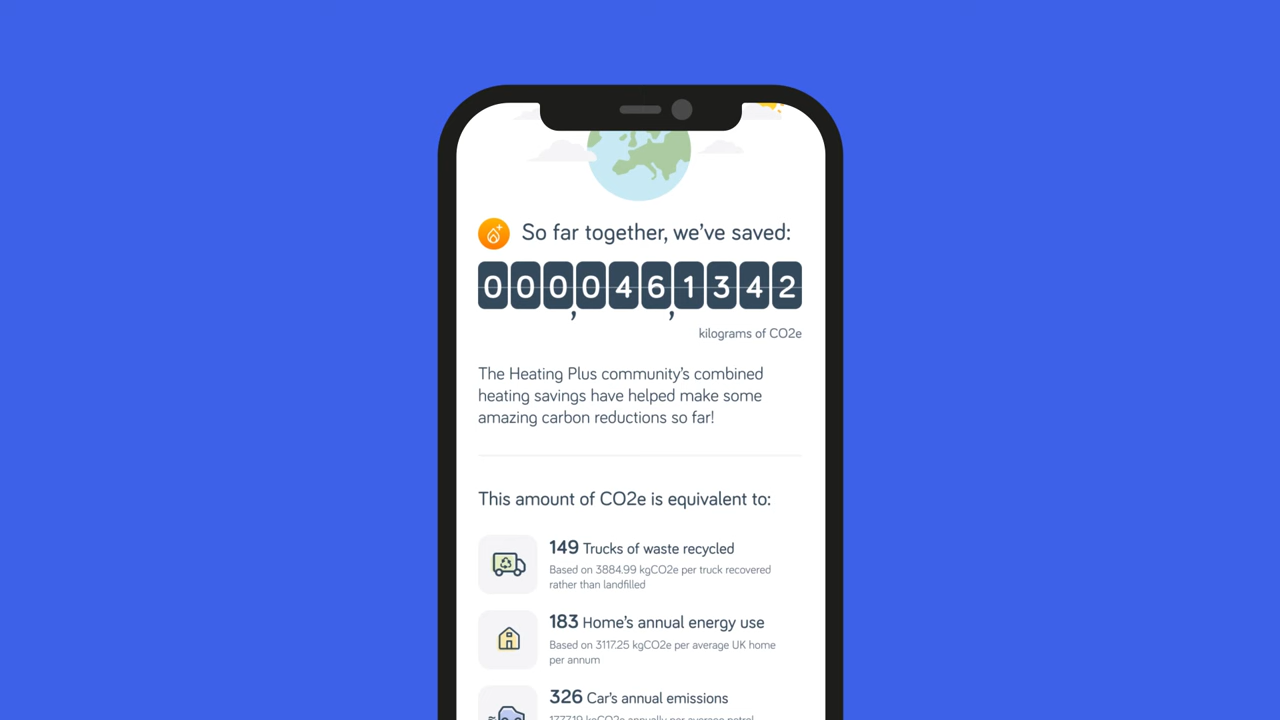 So far together, we've saved:
0000461342
kilograms of CO2e
The Heating Plus community's combined
heating savings have helped make some
amazing carbon reductions so far!
This amount of CO2e is equivalent to:
149 Trucks of waste recycled
Based on 3884.99 kgCO2e per truck recovered
rather than landfilled
183 Home's annual energy use
Based on 3117.25 kgCO2e per average UK home
per annum
326 Car's annual emissions